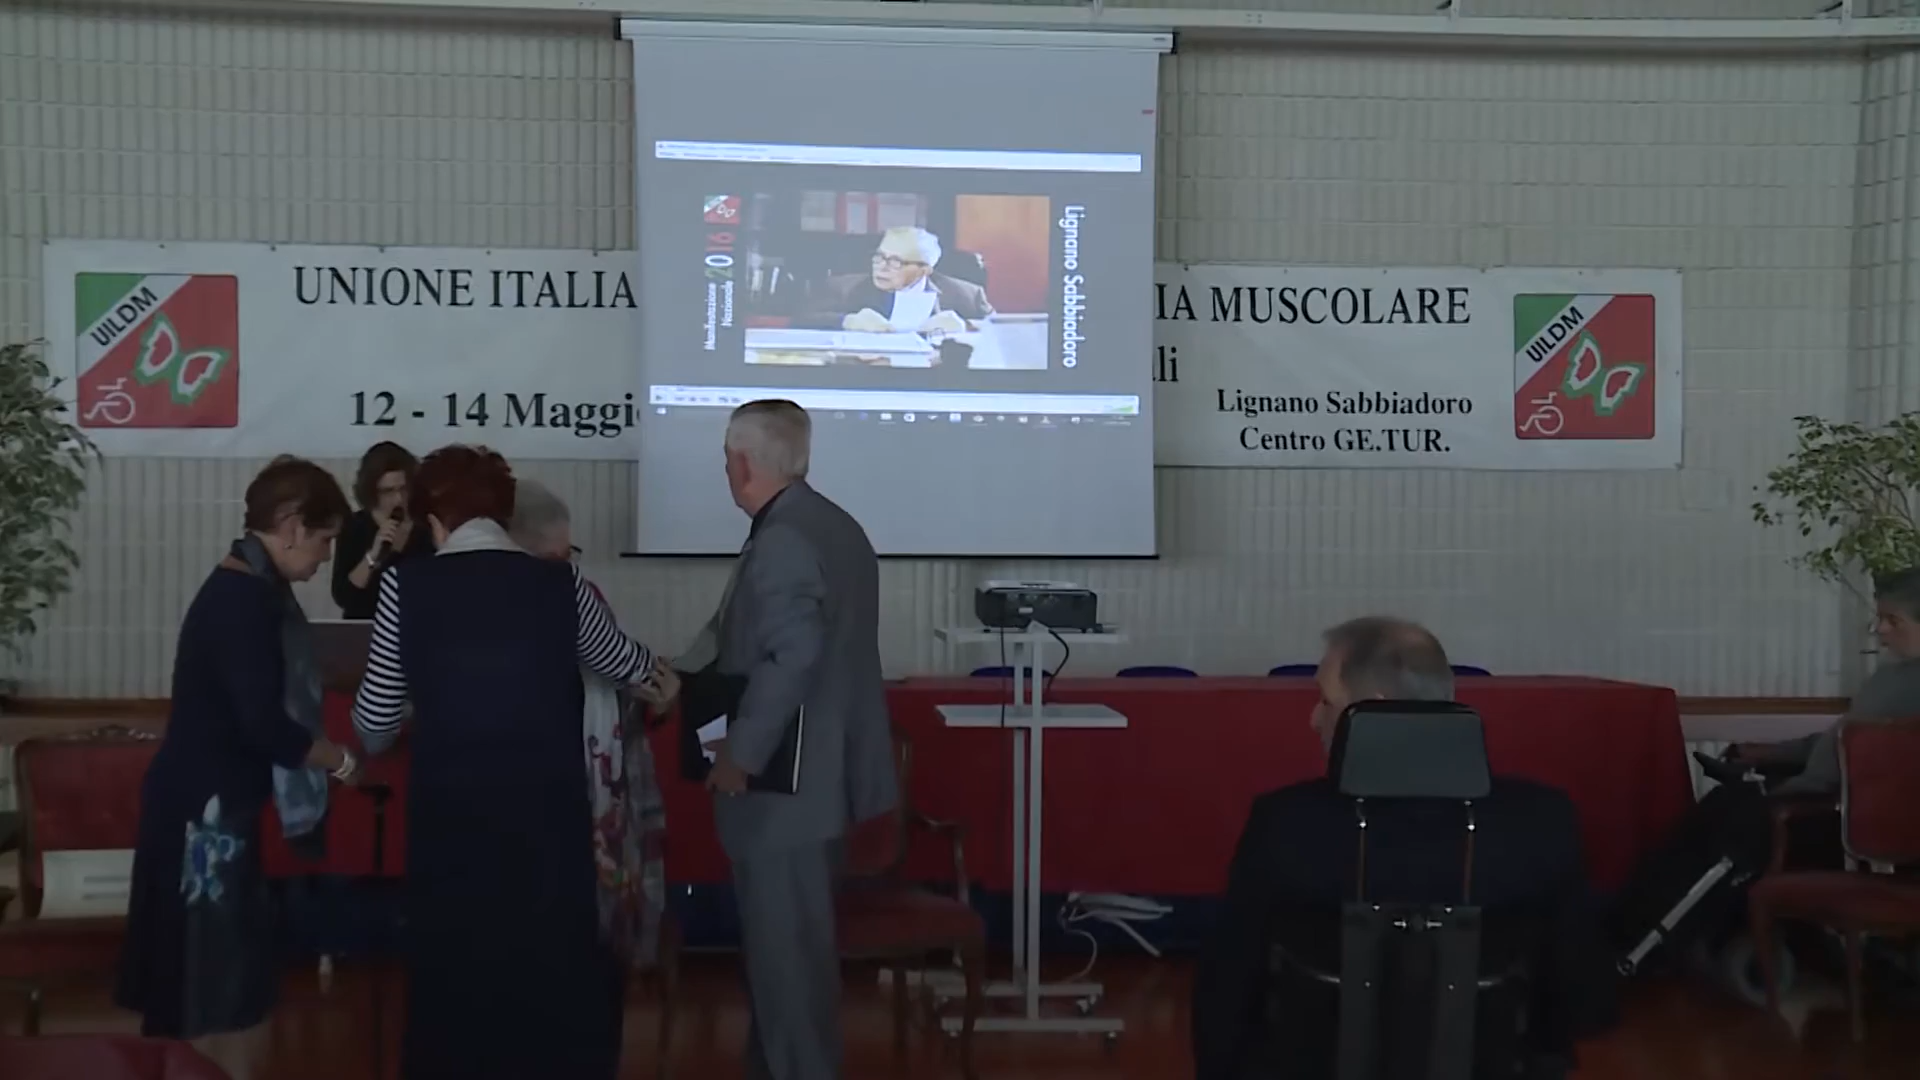 UNIONE ITALIA
IA MUSCOLARE
12 - 14 Maggi
li
Lignano Sabbiadoro
Centro GE.TUR.
UILDM
UILDM
Manifestazione
Nazionale
2016
Lignano Sabbiadoro